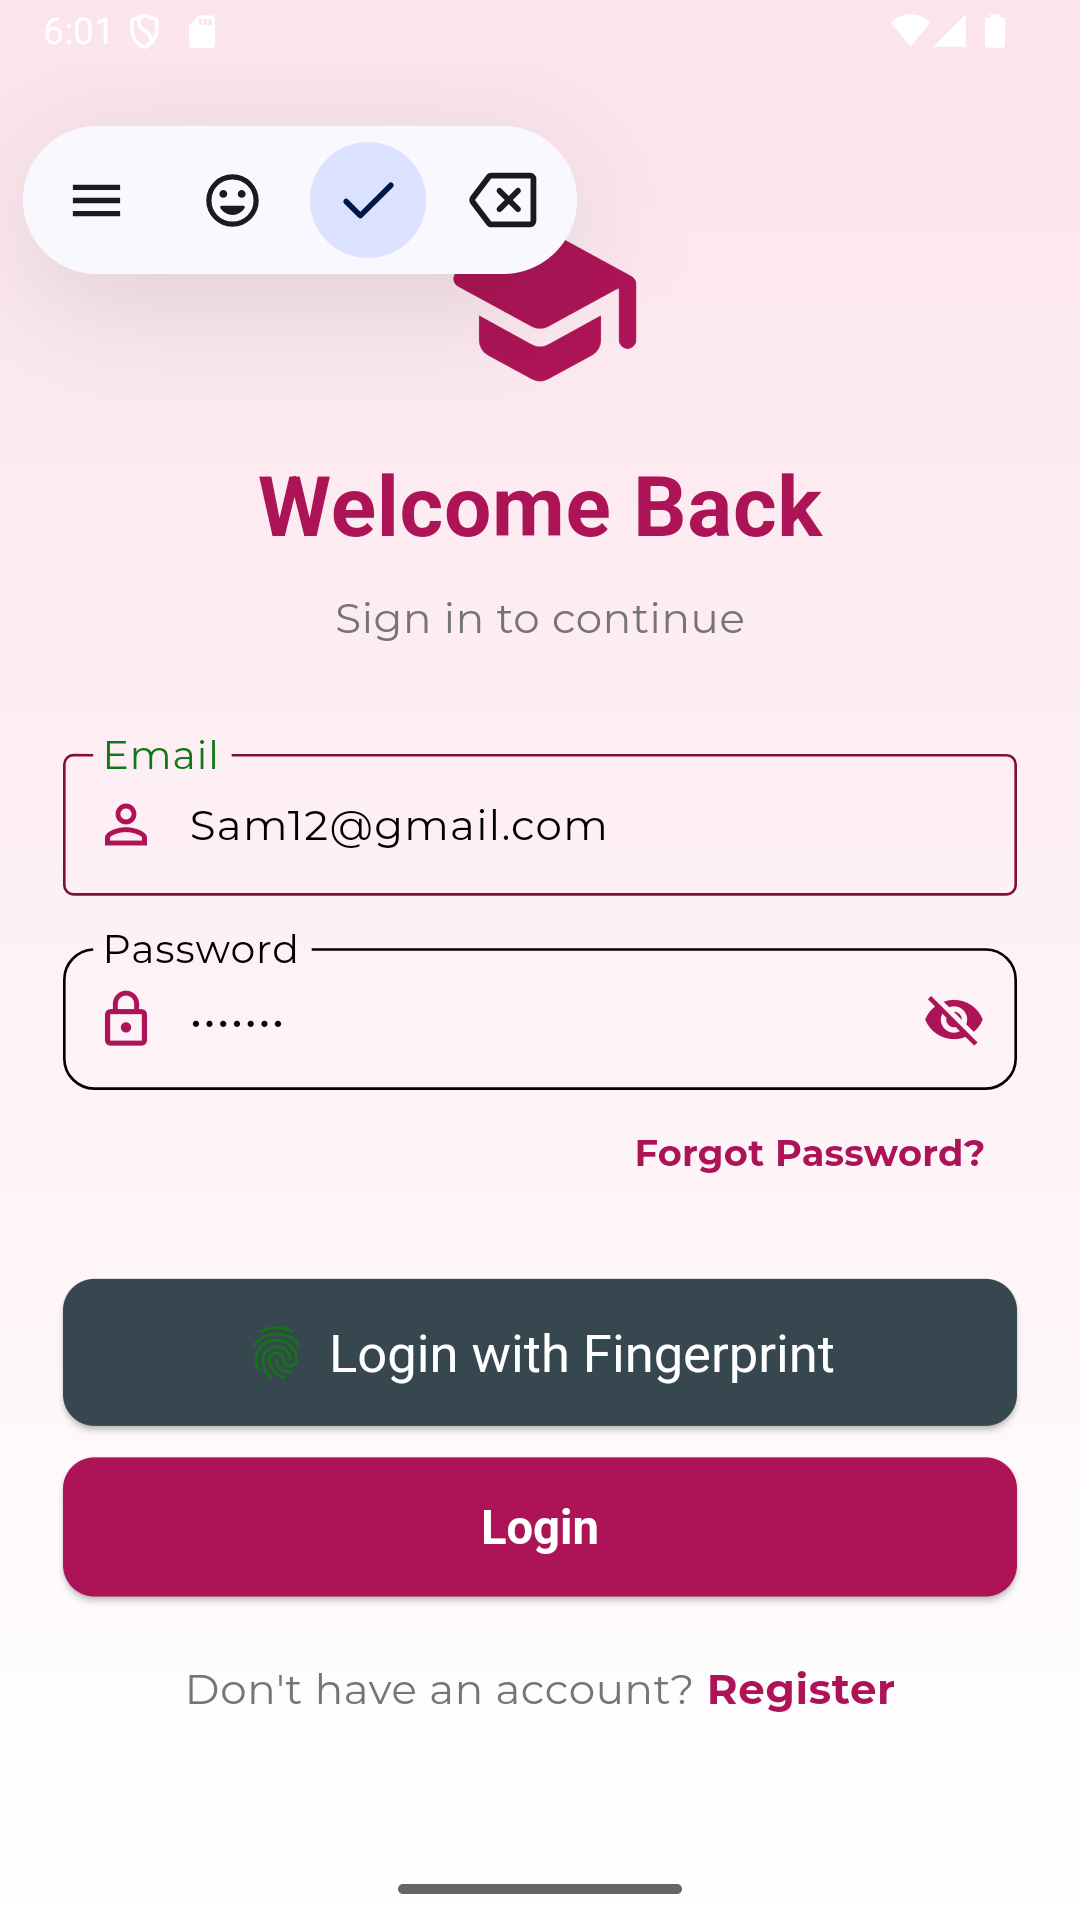 6:01
Welcome Back
Sign in to continue
Email
Sam12@gmail.com
Password
•••••••
Forgot Password?
Login with Fingerprint
Login
Don't have an account? Register